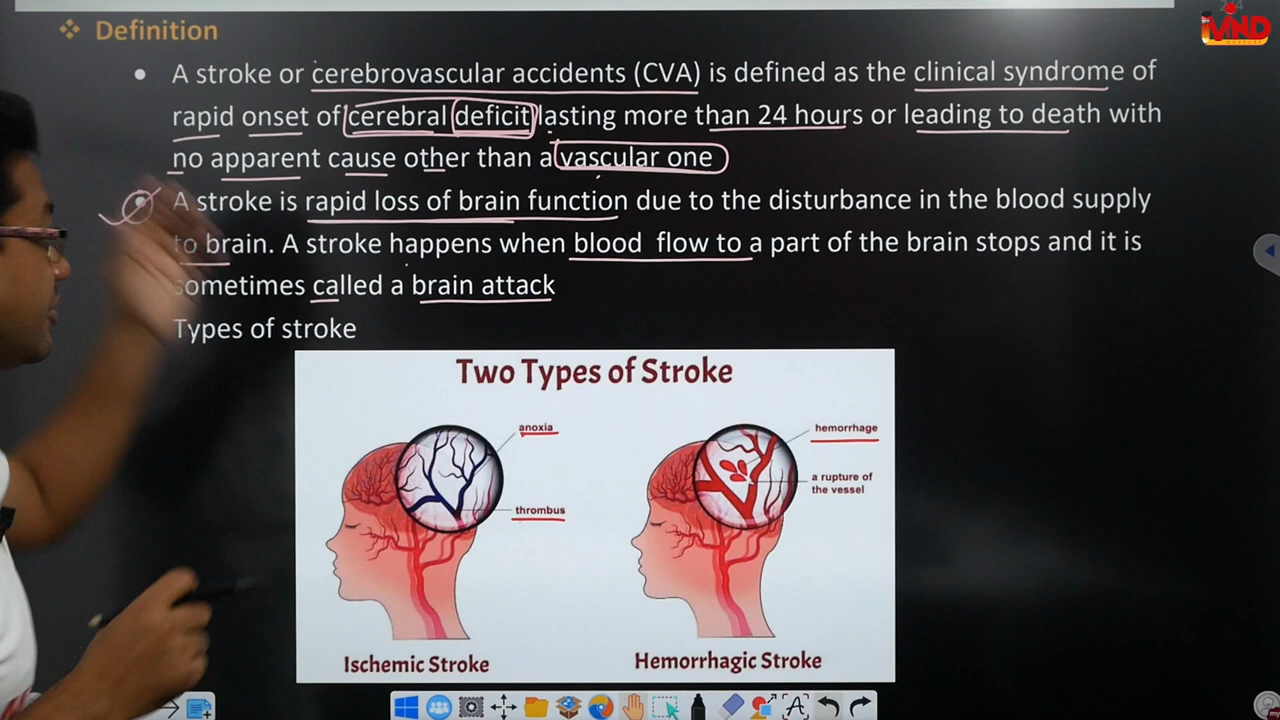 Definition
A stroke or cerebrovascular accidents (CVA) is defined as the clinical syndrome of
rapid onset of cerebral deficit lasting more than 24 hours or leading to death with
no apparent cause other than a vascular one
A stroke is rapid loss of brain function due to the disturbance in the blood supply
to brain. A stroke happens when blood flow to a part of the brain stops and it is
sometimes called a brain attack
Types of stroke
Two Types of Stroke
anoxia
thrombus
Ischemic Stroke
hemorrhage
a rupture of
the vessel
Hemorrhagic Stroke